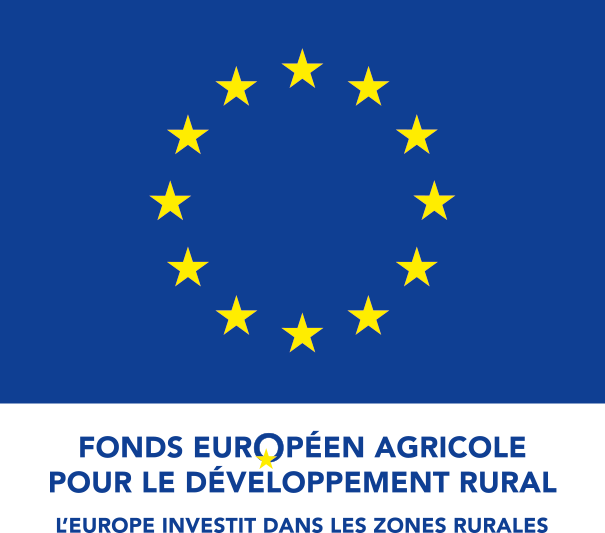 FONDS EUROPÉEN AGRICOLE
POUR LE DÉVELOPPEMENT RURAL
L'EUROPE INVESTIT DANS LES ZONES RURALES